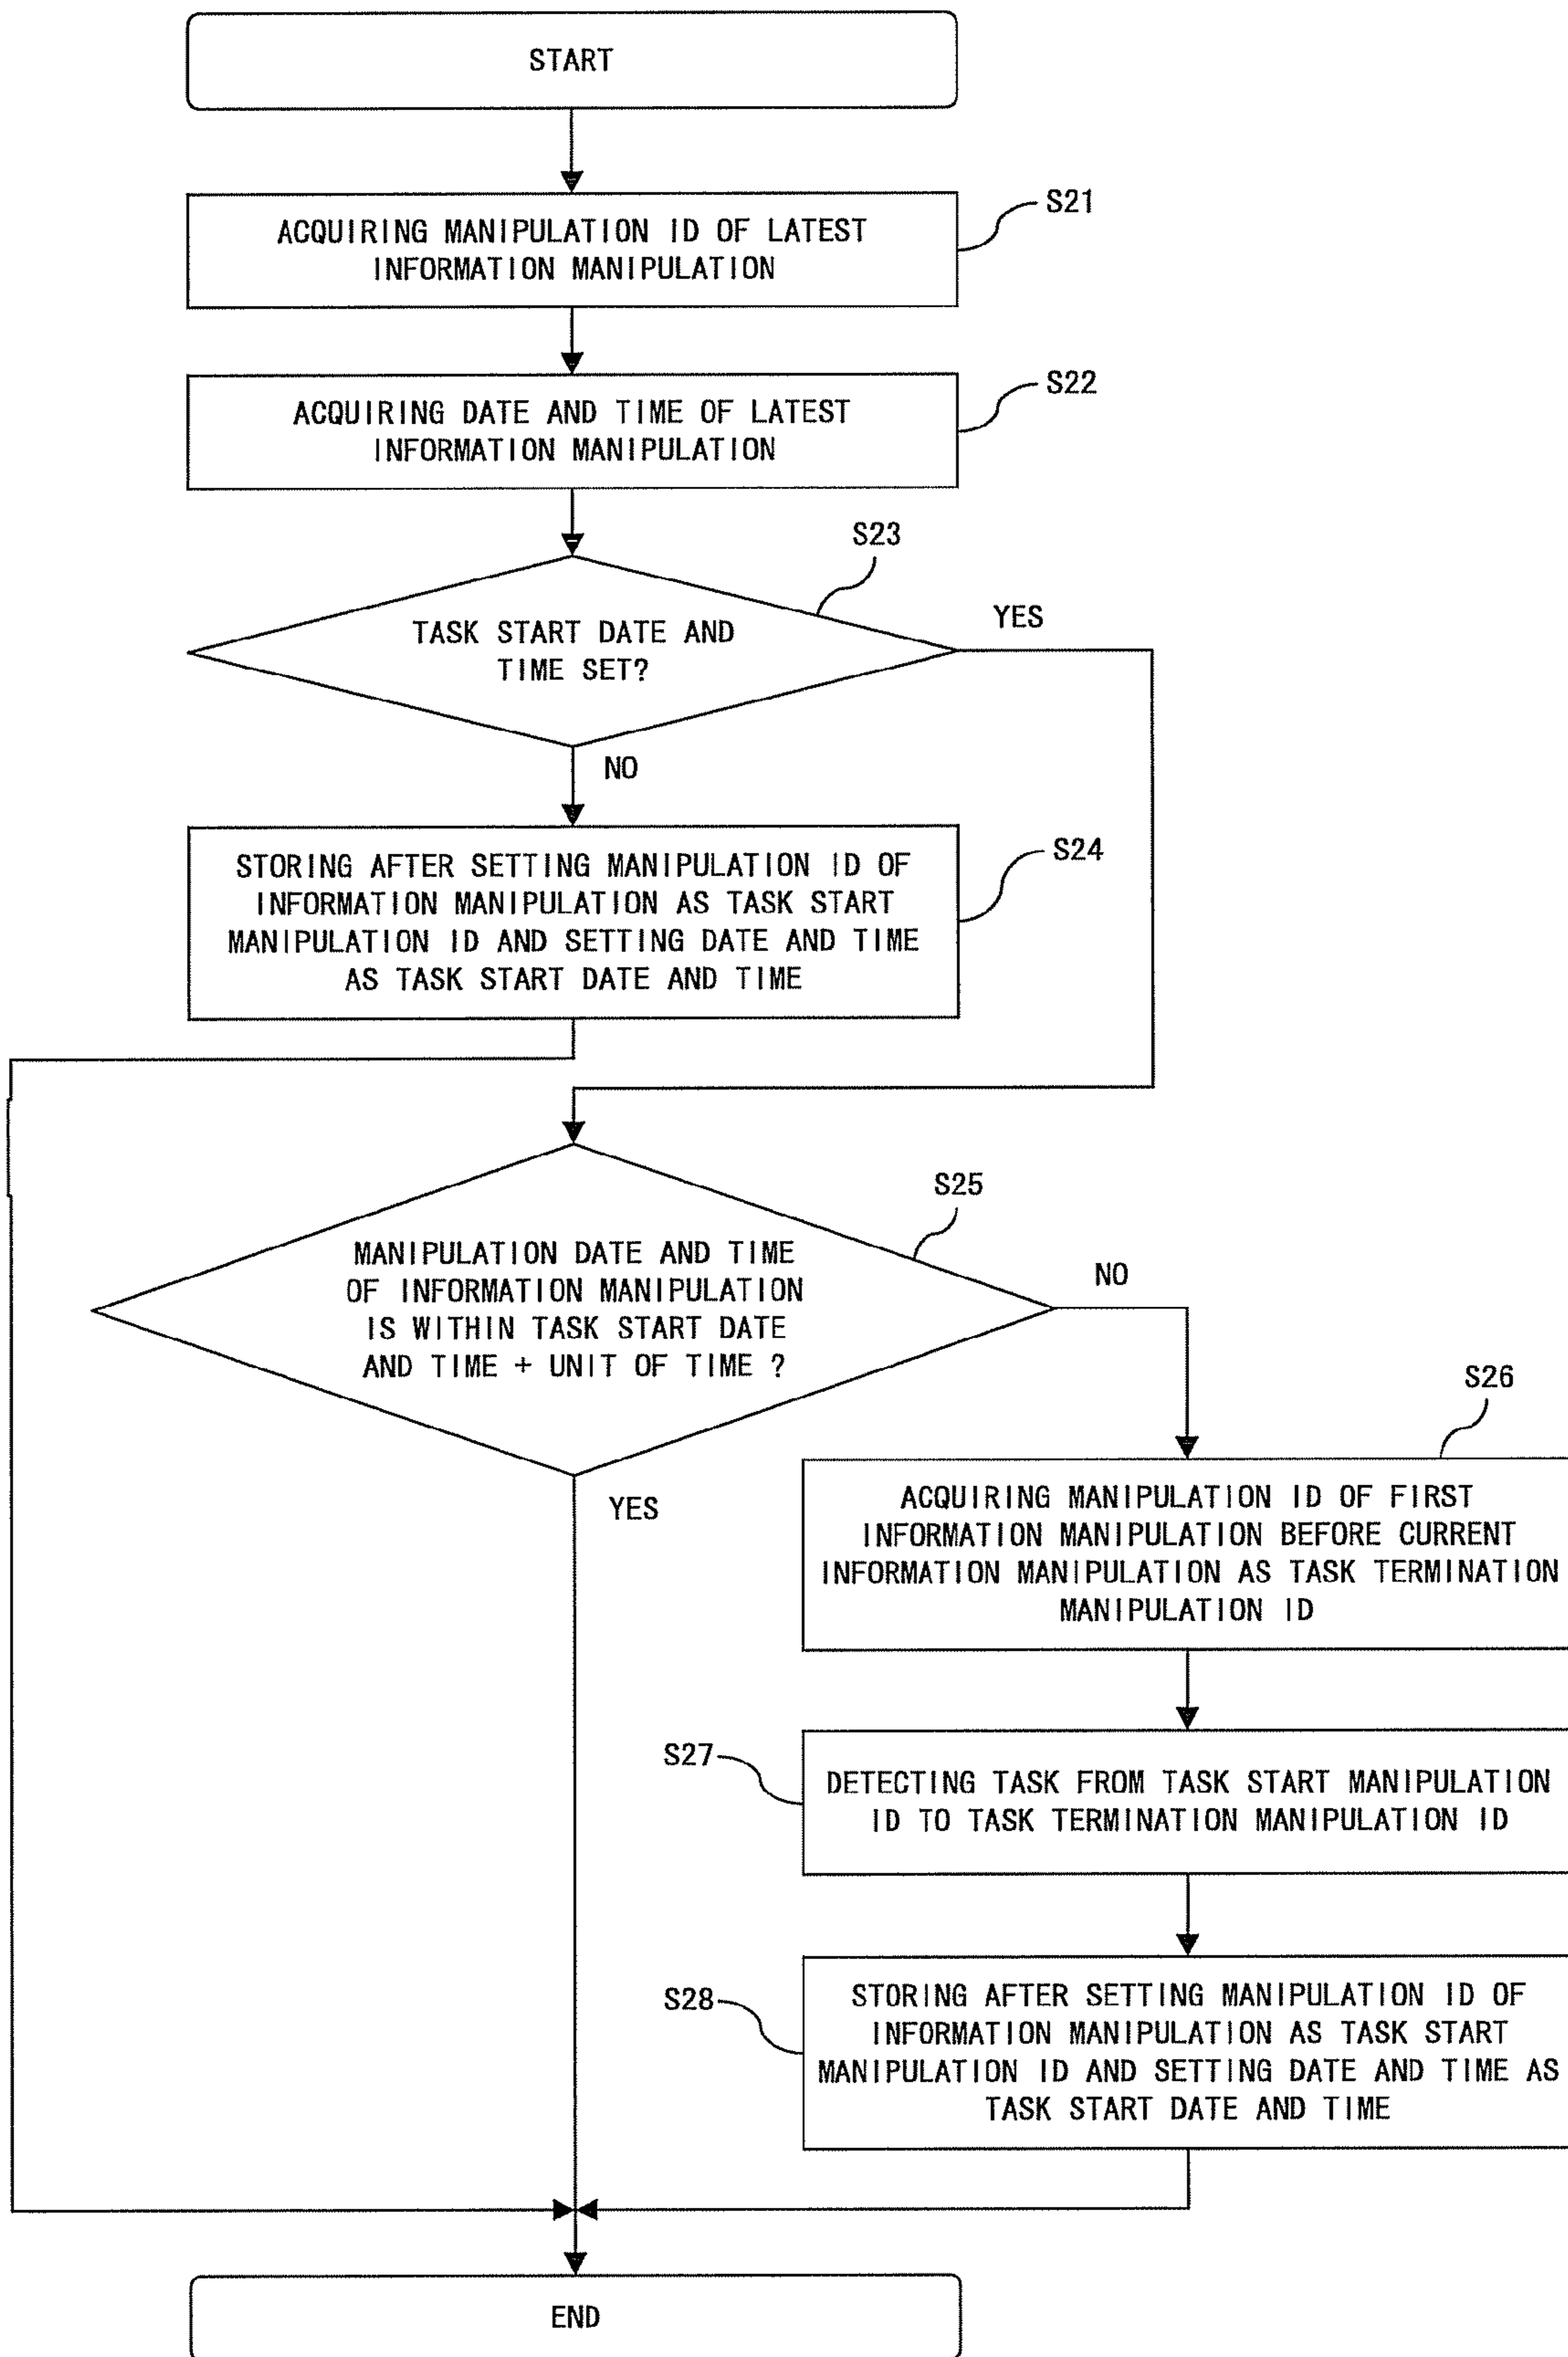 START
S21
ACQUIRING MANIPULATION ID OF LATEST
INFORMATION MANIPULATION
S22
ACQUIRING DATE AND TIME OF LATEST
INFORMATION MANIPULATION
S23
YES
TASK START DATE AND
TIME SET?
NO
S24
STORING AFTER SETTING MANIPULATION ID OF
INFORMATION MANIPULATION AS TASK START
MANIPULATION ID AND SETTING DATE AND TIME
AS TASK START DATE AND TIME
S25
MANIPULATION DATE AND TIME
OF INFORMATION MANIPULATION
IS WITHIN TASK START DATE
AND TIME + UNIT OF TIME ?
NO
YES
S26
ACQUIRING MANIPULATION ID OF FIRST
INFORMATION MANIPULATION BEFORE CURRENT
INFORMATION MANIPULATION AS TASK TERMINATION
MANIPULATION ID
S27
DETECTING TASK FROM TASK START MANIPULATION
ID TO TASK TERMINATION MANIPULATION ID
S28
STORING AFTER SETTING MANIPULATION ID OF
INFORMATION MANIPULATION AS TASK START
MANIPULATION ID AND SETTING DATE AND TIME AS
TASK START DATE AND TIME
END